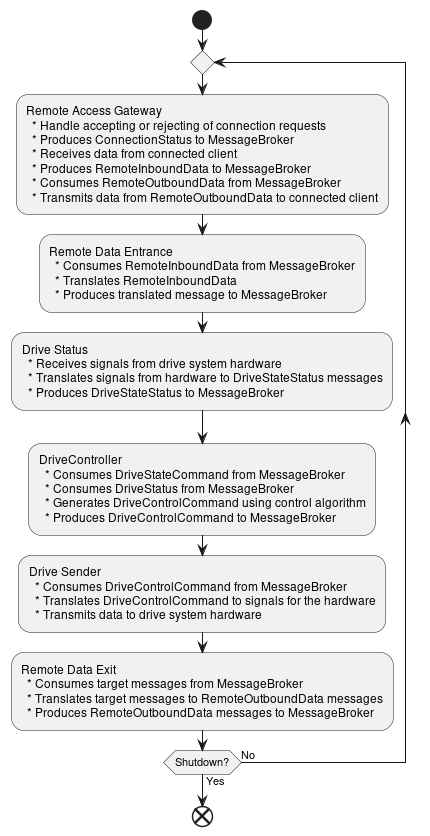 Remote Access Gateway
* Handle accepting or rejecting of connection requests
* Produces ConnectionStatus to MessageBroker
* Receives data from connected client
* Produces RemoteInboundData to MessageBroker
* Consumes RemoteOutboundData from MessageBroker
* Transmits data from RemoteOutboundData to connected client
Remote Data Entrance
* Consumes RemoteInboundData from MessageBroker
* Translates RemoteInboundData
* Produces translated message to MessageBroker
Drive Status
* Receives signals from drive system hardware
* Translates signals from hardware to DriveStateStatus messages
* Produces DriveStateStatus to MessageBroker
DriveController
* Consumes DriveStateCommand from MessageBroker
* Consumes DriveStatus from MessageBroker
* Generates DriveControlCommand using control algorithm
* Produces DriveControlCommand to MessageBroker
Drive Sender
* Consumes DriveControlCommand from MessageBroker
* Translates DriveControlCommand to signals for the hardware
* Transmits data to drive system hardware
Remote Data Exit
* Consumes target messages from MessageBroker
* Translates target messages to RemoteOutboundData messages
* Produces RemoteOutboundData messages to MessageBroker
Shutdown?
No
Yes